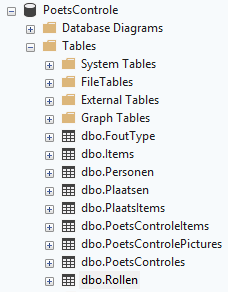 PoetsControle
Database Diagrams
Tables
System Tables
FileTables
External Tables
Graph Tables
dbo.FoutType
dbo.Items
dbo.Personen
dbo.Plaatsen
dbo.PlaatsItems
dbo.PoetsControleItems
dbo.PoetsControlePictures
dbo.PoetsControles
dbo.Rollen